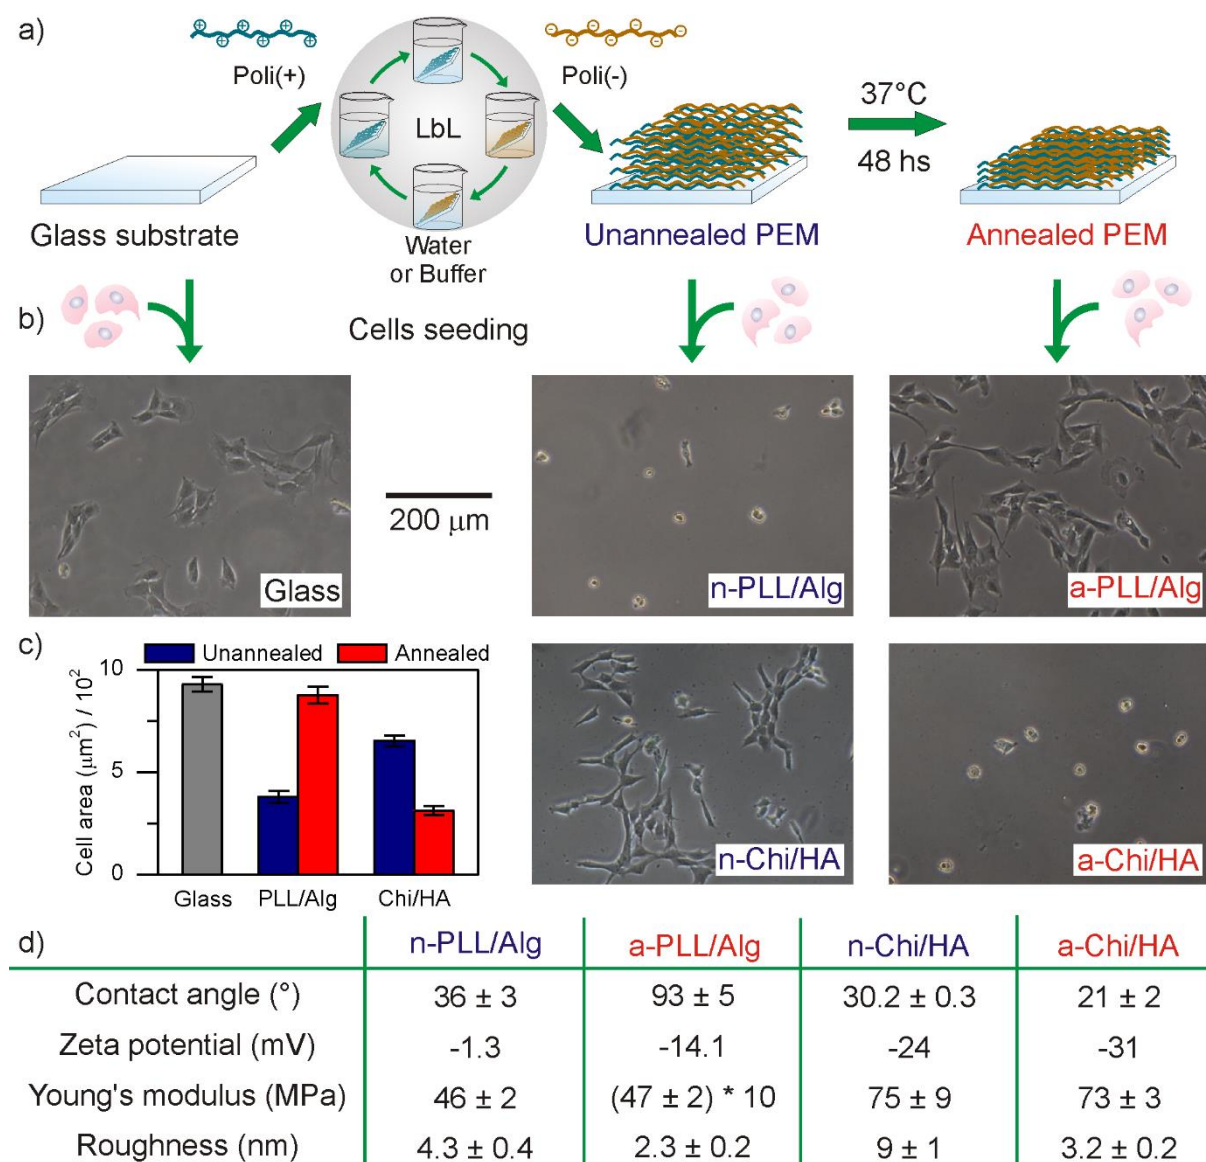 a)
Poli(+)
LbL
Poli(-)
37°C
48 hs
Glass substrate
Water
or Buffer
Unannealed PEM
Annealed PEM
b)
Cells seeding
200 μm
Glass
n-PLL/Alg
a-PLL/Alg
c)
Unannealed
Annealed
Cell area (μm²) / 10²
10
5
0
Glass
PLL/Alg
Chi/HA
n-Chi/HA
a-Chi/HA
d)
n-PLL/Alg
a-PLL/Alg
n-Chi/HA
a-Chi/HA
Contact angle (°)
36 ± 3
93 ± 5
30.2 ± 0.3
21 ± 2
Zeta potential (mV)
-1.3
-14.1
-24
-31
Young's modulus (MPa)
46 ± 2
(47 ± 2) * 10
75 ± 9
73 ± 3
Roughness (nm)
4.3 ± 0.4
2.3 ± 0.2
9 ± 1
3.2 ± 0.2